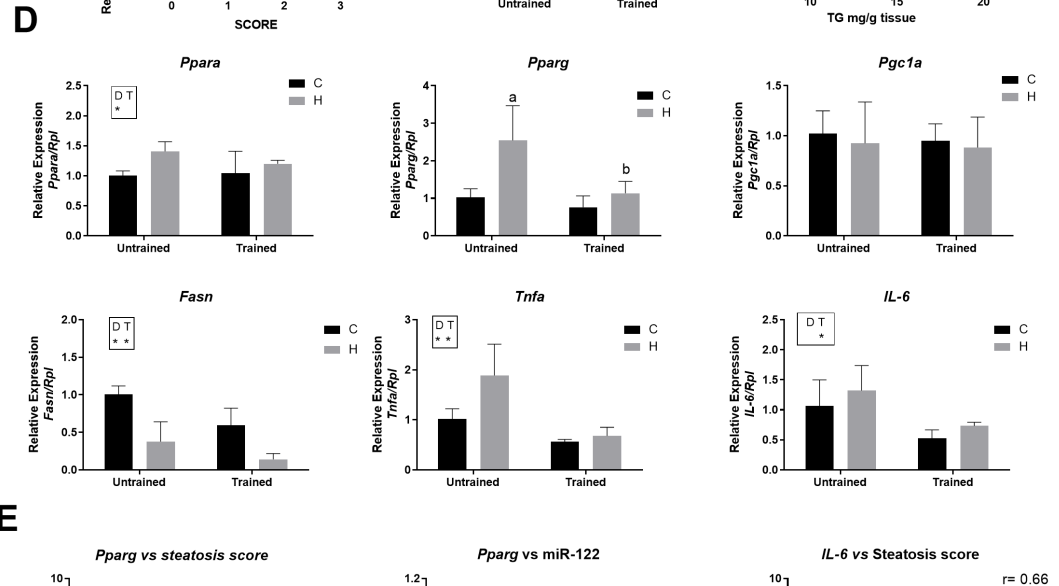 D
Re
0 1 2 3
SCORE
Untrained Trained
10 15 20
TG mg/g tissue
Ppara
Relative Expression
Ppara/Rpl
2.5
2.0
1.5
1.0
0.5
0.0
D T
*
C
H
Untrained Trained
Pparg
Relative Expression
Pparg/Rpl
4
3
2
1
0
a
b
C
H
Untrained Trained
Pgc1a
Relative Expression
Pgc1a/Rpl
1.5
1.0
0.5
0.0
C
H
Untrained Trained
Fasn
Relative Expression
Fasn/Rpl
2.0
1.5
1.0
0.5
0.0
D T
* *
C
H
Untrained Trained
Tnfa
Relative Expression
Tnfa/Rpl
3
2
1
0
D T
* *
C
H
Untrained Trained
IL-6
Relative Expression
IL-6/Rpl
2.5
2.0
1.5
1.0
0.5
0.0
D T
*
C
H
Untrained Trained
E
Pparg vs steatosis score
10
Pparg vs miR-122
1.2
IL-6 vs Steatosis score
10
r= 0.66